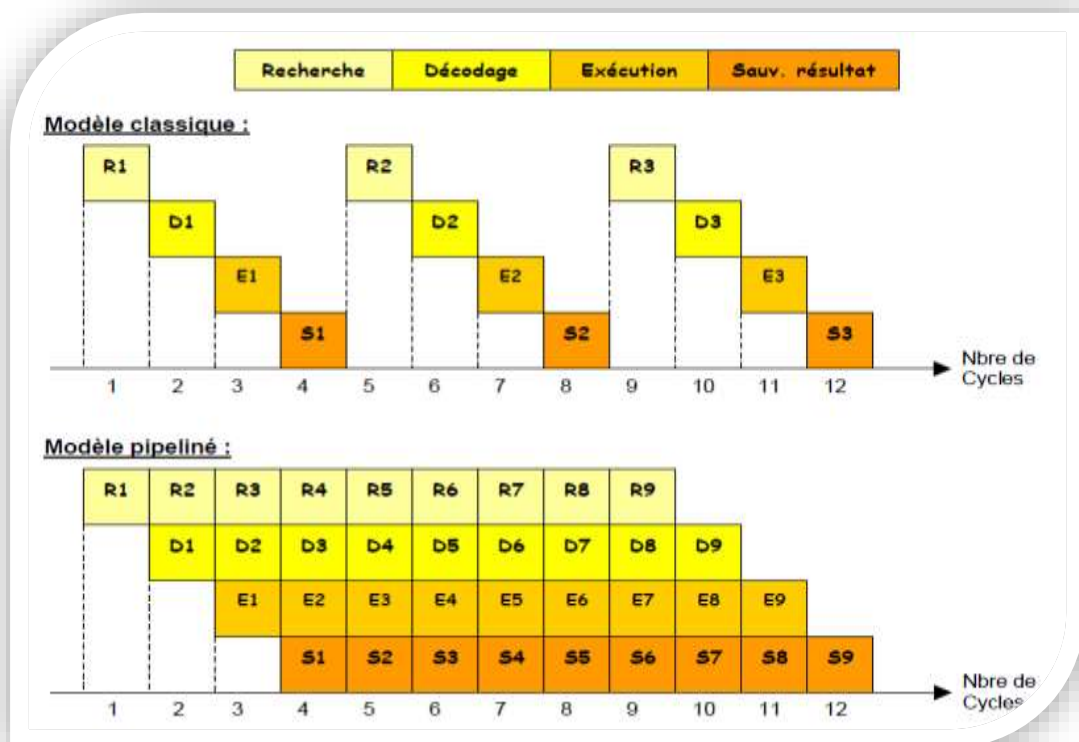 Recherche Décodage Exécution Sauv. résultat
Modèle classique :
R1 R2 R3
D1 D2 D3
E1 E2 E3
S1 S2 S3
Nbre de
Cycles
1 2 3 4 5 6 7 8 9 10 11 12
Modèle pipeliné :
R1 R2 R3 R4 R5 R6 R7 R8 R9
D1 D2 D3 D4 D5 D6 D7 D8 D9
E1 E2 E3 E4 E5 E6 E7 E8 E9
S1 S2 S3 S4 S5 S6 S7 S8 S9
Nbre de
Cycles
1 2 3 4 5 6 7 8 9 10 11 12